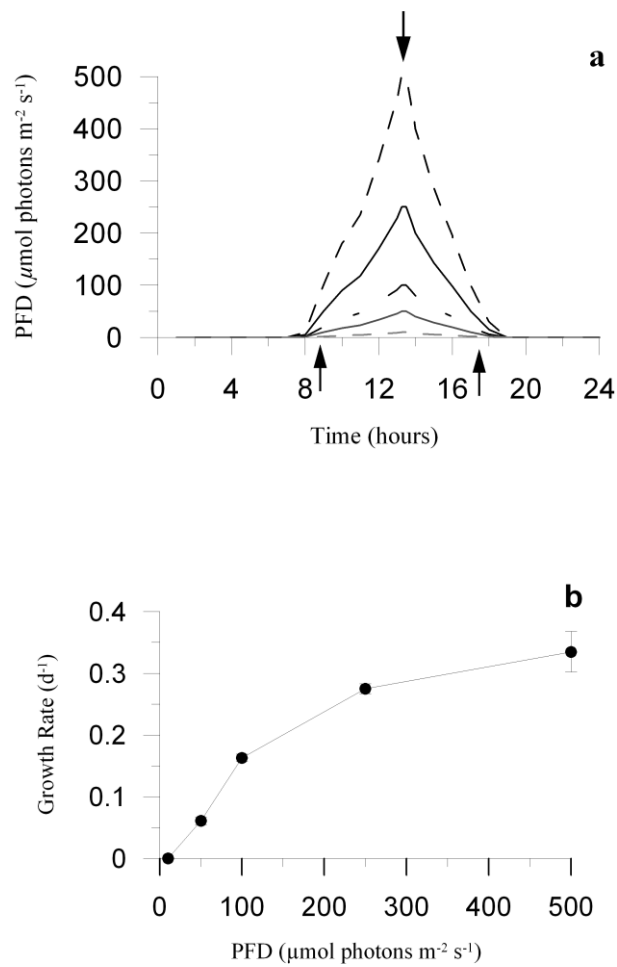 a
500
400
300
200
100
0
PFD (µmol photons m⁻² s⁻¹)
0 4 8 12 16 20 24
Time (hours)
b
0.4
0.3
0.2
0.1
0
Growth Rate (d⁻¹)
0 100 200 300 400 500
PFD (µmol photons m⁻² s⁻¹)